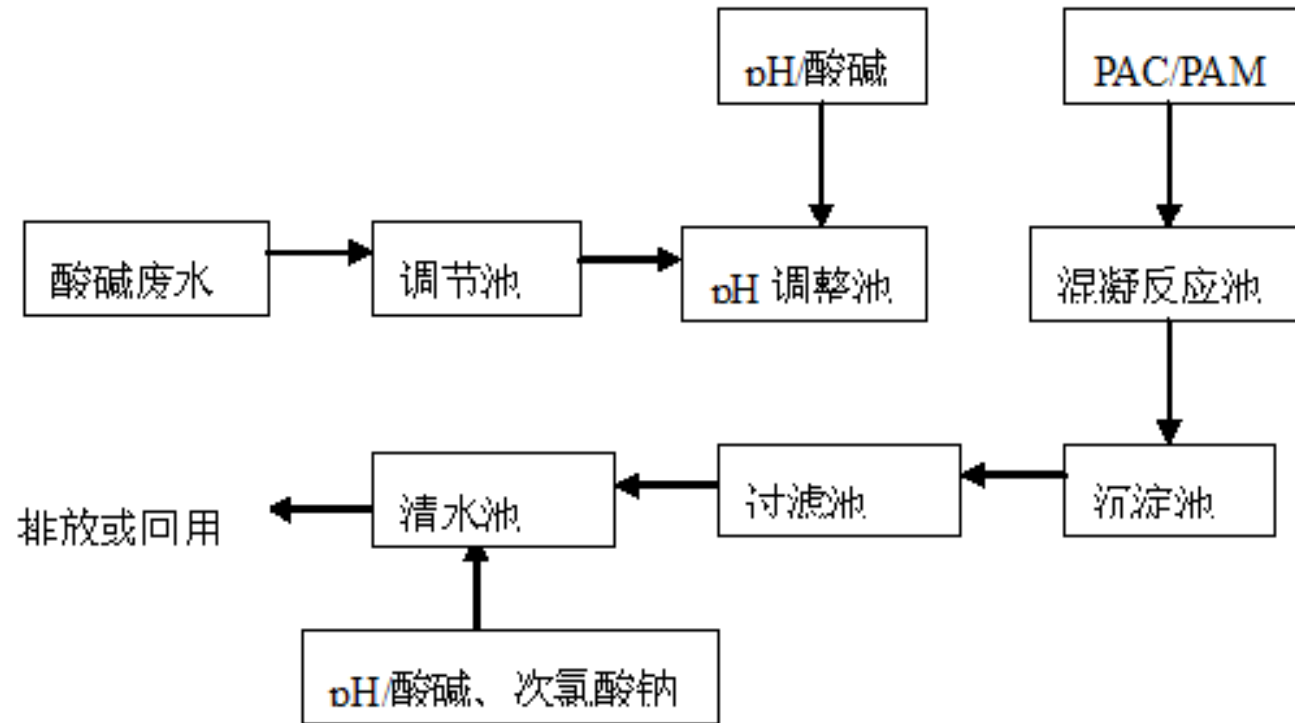 pH/酸碱
PAC/PAM
酸碱废水
调节池
pH 调整池
混凝反应池
排放或回用
清水池
过滤池
沉淀池
pH/酸碱、次氯酸钠